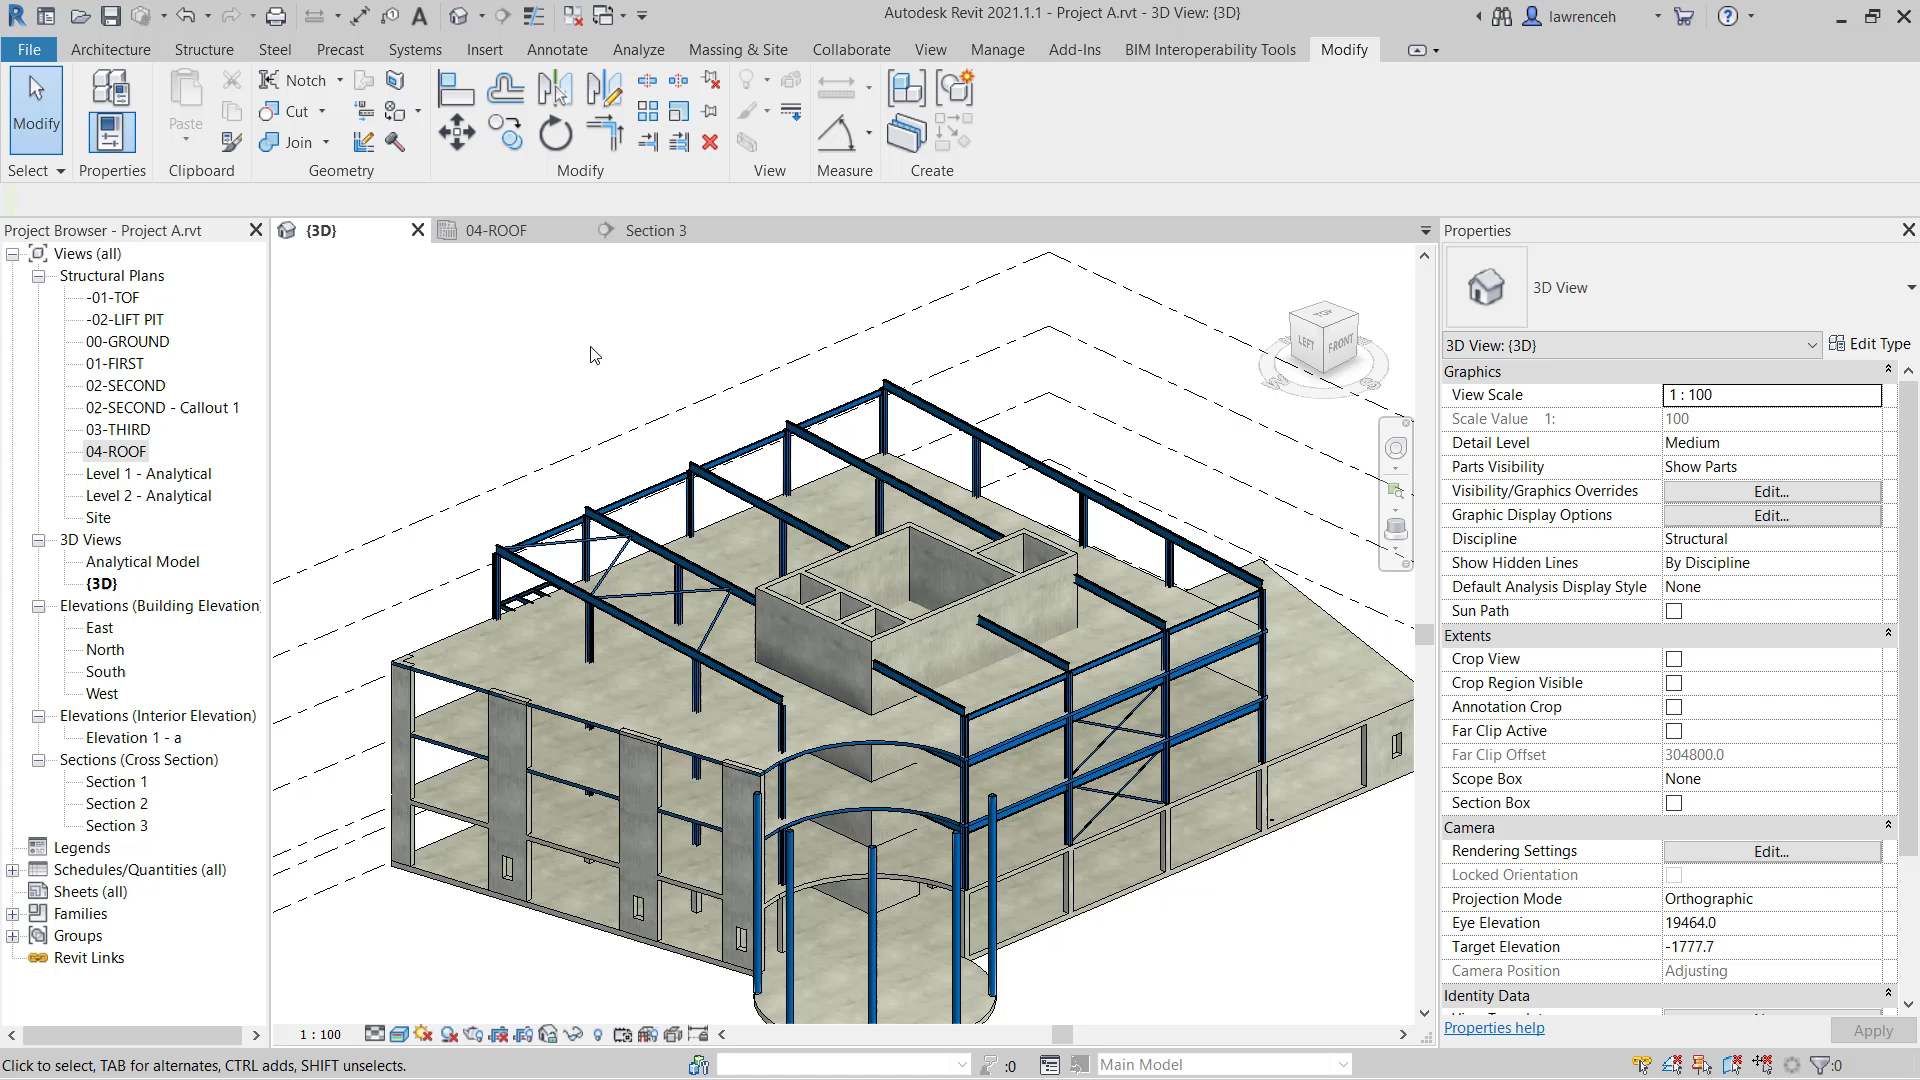 Autodesk Revit 2021.1.1 - Project A.rvt - 3D View: {3D}
lawrenceh
File Architecture Structure Steel Precast Systems Insert Annotate Analyze Massing & Site Collaborate View Manage Add-Ins BIM Interoperability Tools Modify
Modify
Paste
Notch
Cut
Join
Select Properties Clipboard Geometry Modify View Measure Create
Project Browser - Project A.rvt
{3D} 04-ROOF Section 3
Views (all)
Structural Plans
-01-TOF
-02-LIFT PIT
00-GROUND
01-FIRST
02-SECOND
02-SECOND - Callout 1
03-THIRD
04-ROOF
Level 1 - Analytical
Level 2 - Analytical
Site
3D Views
Analytical Model
{3D}
Elevations (Building Elevation)
East
North
South
West
Elevations (Interior Elevation)
Elevation 1 - a
Sections (Cross Section)
Section 1
Section 2
Section 3
Legends
Schedules/Quantities (all)
Sheets (all)
Families
Groups
Revit Links
TOP
LEFT FRONT
W S
Properties
3D View
3D View: {3D} Edit Type
Graphics
View Scale 1 : 100
Scale Value 1: 100
Detail Level Medium
Parts Visibility Show Parts
Visibility/Graphics Overrides Edit...
Graphic Display Options Edit...
Discipline Structural
Show Hidden Lines By Discipline
Default Analysis Display Style None
Sun Path
Extents
Crop View
Crop Region Visible
Annotation Crop
Far Clip Active
Far Clip Offset 304800.0
Scope Box None
Section Box
Camera
Rendering Settings Edit...
Locked Orientation
Projection Mode Orthographic
Eye Elevation 19464.0
Target Elevation -1777.7
Camera Position Adjusting
Identity Data
Properties help Apply
1 : 100
Click to select, TAB for alternates, CTRL adds, SHIFT unselects.
:0
Main Model
:0